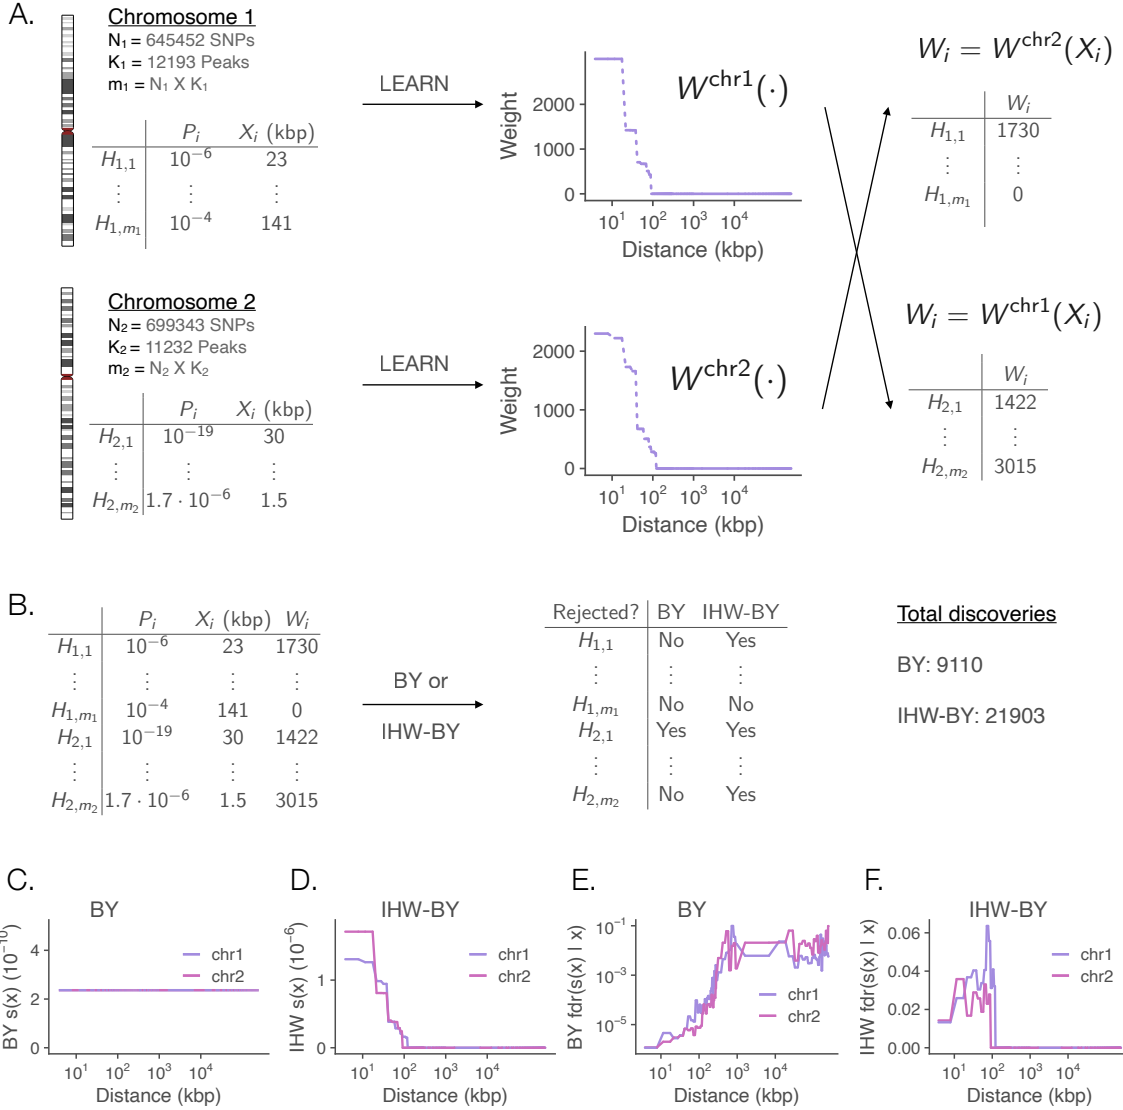 A.
Chromosome 1
N₁ = 645452 SNPs
K₁ = 12193 Peaks
m₁ = N₁ X K₁
Pᵢ Xᵢ (kbp)
H₁,₁ 10⁻⁶ 23
⋮ ⋮ ⋮
H₁,ₘ₁ 10⁻⁴ 141
LEARN
Weight
2000
1000
0
W^chr1(·)
10¹ 10² 10³ 10⁴
Distance (kbp)
Wᵢ = W^chr2(Xᵢ)
Wᵢ
H₁,₁ 1730
⋮ ⋮
H₁,ₘ₁ 0
Chromosome 2
N₂ = 699343 SNPs
K₂ = 11232 Peaks
m₂ = N₂ X K₂
Pᵢ Xᵢ (kbp)
H₂,₁ 10⁻¹⁹ 30
⋮ ⋮ ⋮
H₂,ₘ₂ 1.7 · 10⁻⁶ 1.5
LEARN
Weight
2000
1000
0
W^chr2(·)
10¹ 10² 10³ 10⁴
Distance (kbp)
Wᵢ = W^chr1(Xᵢ)
Wᵢ
H₂,₁ 1422
⋮ ⋮
H₂,ₘ₂ 3015
B.
Pᵢ Xᵢ (kbp) Wᵢ
H₁,₁ 10⁻⁶ 23 1730
⋮ ⋮ ⋮ ⋮
H₁,ₘ₁ 10⁻⁴ 141 0
H₂,₁ 10⁻¹⁹ 30 1422
⋮ ⋮ ⋮ ⋮
H₂,ₘ₂ 1.7 · 10⁻⁶ 1.5 3015
BY or
IHW-BY
Rejected? BY IHW-BY
H₁,₁ No Yes
⋮ ⋮ ⋮
H₁,ₘ₁ No No
H₂,₁ Yes Yes
⋮ ⋮ ⋮
H₂,ₘ₂ No Yes
Total discoveries
BY: 9110
IHW-BY: 21903
C.
BY
BY s(x) (10⁻¹⁰)
4
2
0
chr1
chr2
10¹ 10² 10³ 10⁴
Distance (kbp)
D.
IHW-BY
IHW s(x) (10⁻⁶)
1
0
chr1
chr2
10¹ 10² 10³ 10⁴
Distance (kbp)
E.
BY
BY fdr(s(x) | x)
10⁻¹
10⁻³
10⁻⁵
chr1
chr2
10¹ 10² 10³ 10⁴
Distance (kbp)
F.
IHW-BY
IHW fdr(s(x) | x)
0.06
0.04
0.02
0.00
chr1
chr2
10¹ 10² 10³ 10⁴
Distance (kbp)